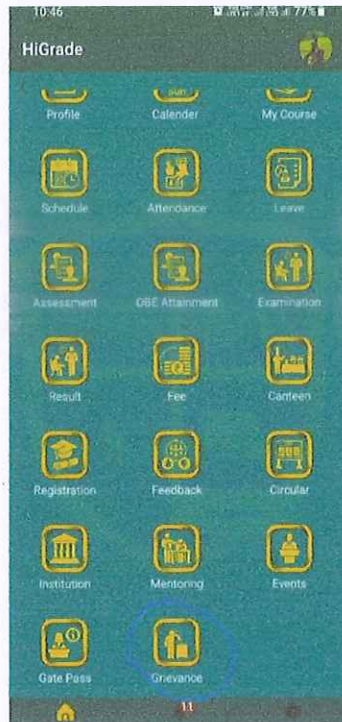 10:46 77%
HiGrade
Profile Calender My Course
Schedule Attendance Leave
Assessment OBE Attainment Examination
Result Fee Canteen
Registration Feedback Circular
Institution Mentoring Events
Gate Pass Grievance
11